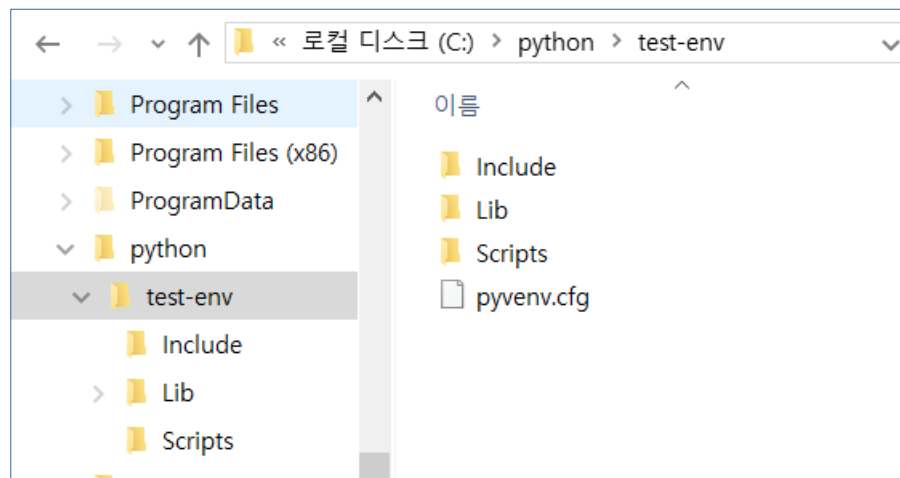 « 로컬 디스크 (C:) > python > test-env
Program Files
Program Files (x86)
ProgramData
python
test-env
Include
Lib
Scripts
이름
Include
Lib
Scripts
pyvenv.cfg